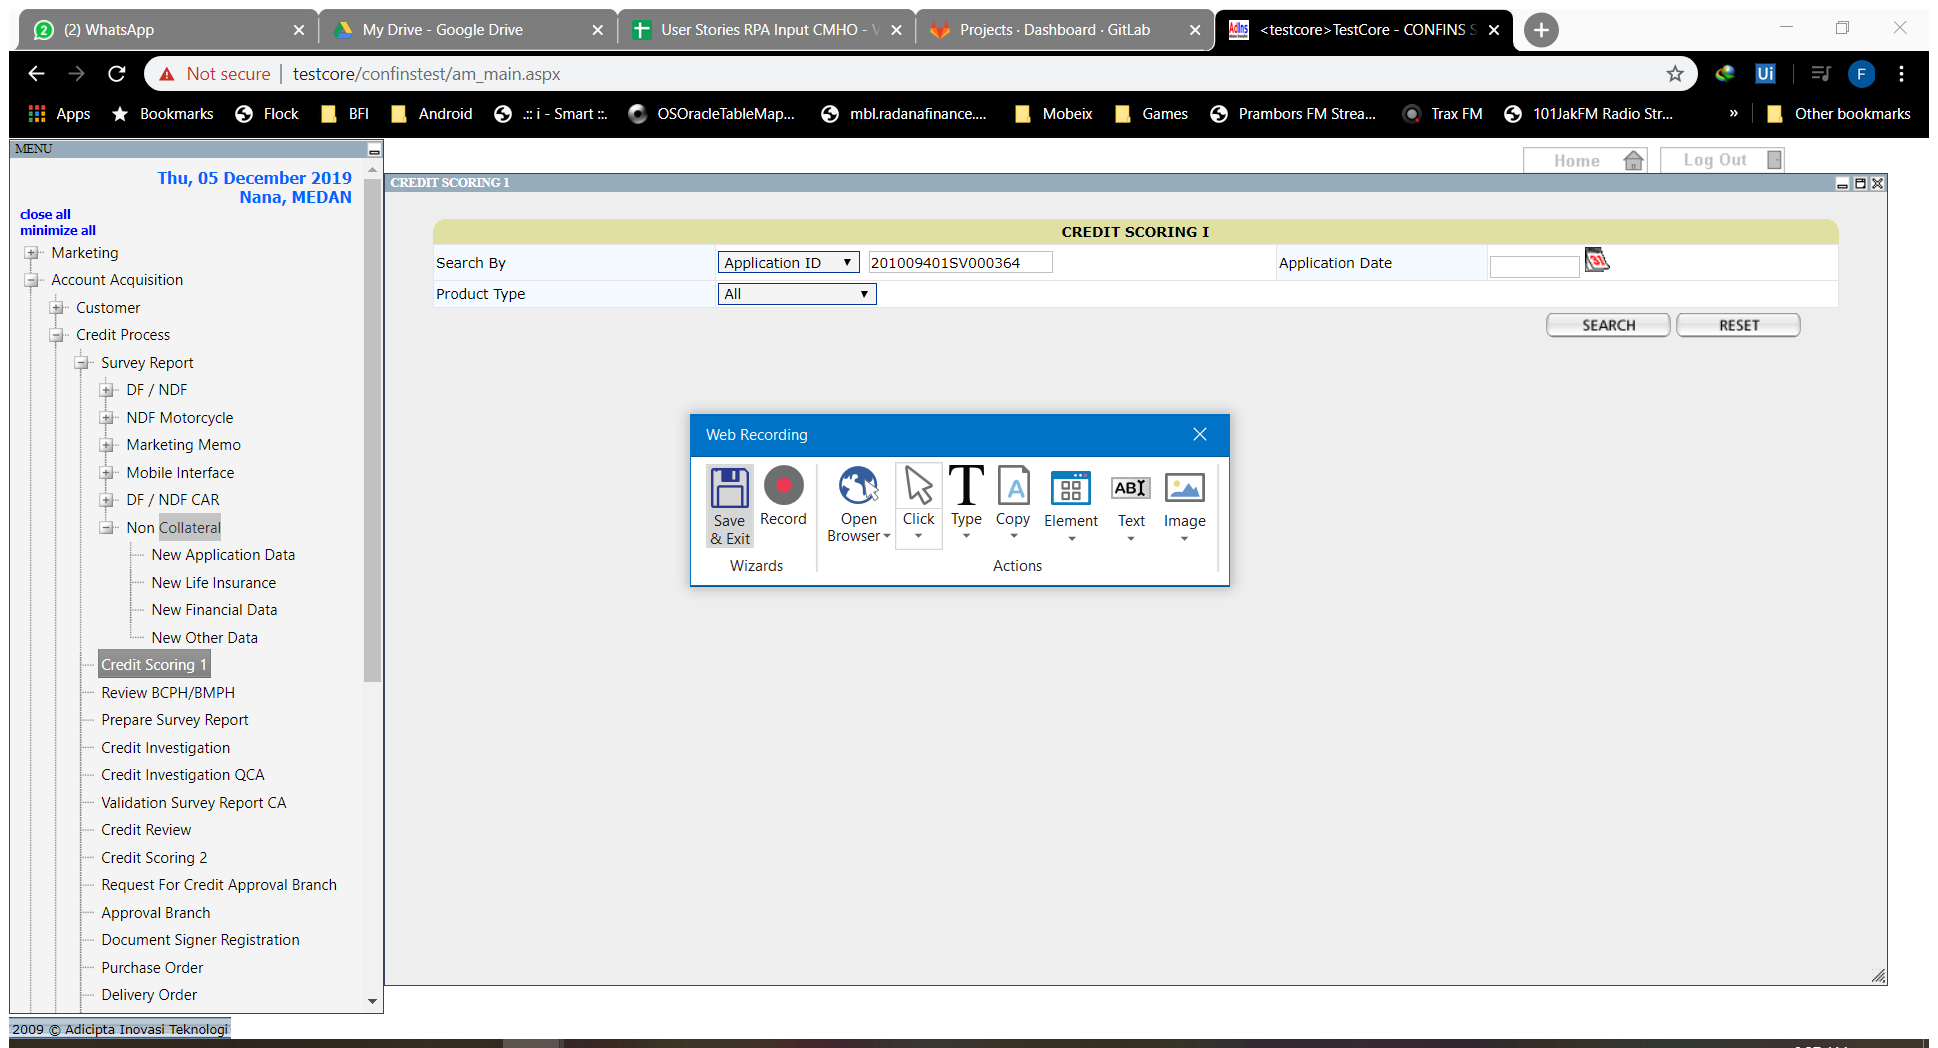 (2) WhatsApp
My Drive - Google Drive
User Stories RPA Input CMHO - V
Projects · Dashboard · GitLab
<testcore>TestCore - CONFINS S
Not secure
testcore/confinstest/am_main.aspx
Ui
F
Apps
Bookmarks
Flock
BFI
Android
.:: i - Smart ::.
OSOracleTableMap...
mbl.radanafinance....
Mobeix
Games
Prambors FM Strea...
Trax FM
101JakFM Radio Str...
»
Other bookmarks
MENU
Thu, 05 December 2019
Nana, MEDAN
close all
minimize all
Marketing
Account Acquisition
Customer
Credit Process
Survey Report
DF / NDF
NDF Motorcycle
Marketing Memo
Mobile Interface
DF / NDF CAR
Non Collateral
New Application Data
New Life Insurance
New Financial Data
New Other Data
Credit Scoring 1
Review BCPH/BMPH
Prepare Survey Report
Credit Investigation
Credit Investigation QCA
Validation Survey Report CA
Credit Review
Credit Scoring 2
Request For Credit Approval Branch
Approval Branch
Document Signer Registration
Purchase Order
Delivery Order
2009 © Adicipta Inovasi Teknologi
Home
Log Out
CREDIT SCORING 1
CREDIT SCORING I
Search By
Application ID
201009401SV000364
Application Date
31
Product Type
All
SEARCH
RESET
Web Recording
Save & Exit
Record
Open Browser
Click
Type
Copy
Element
Text
Image
Wizards
Actions